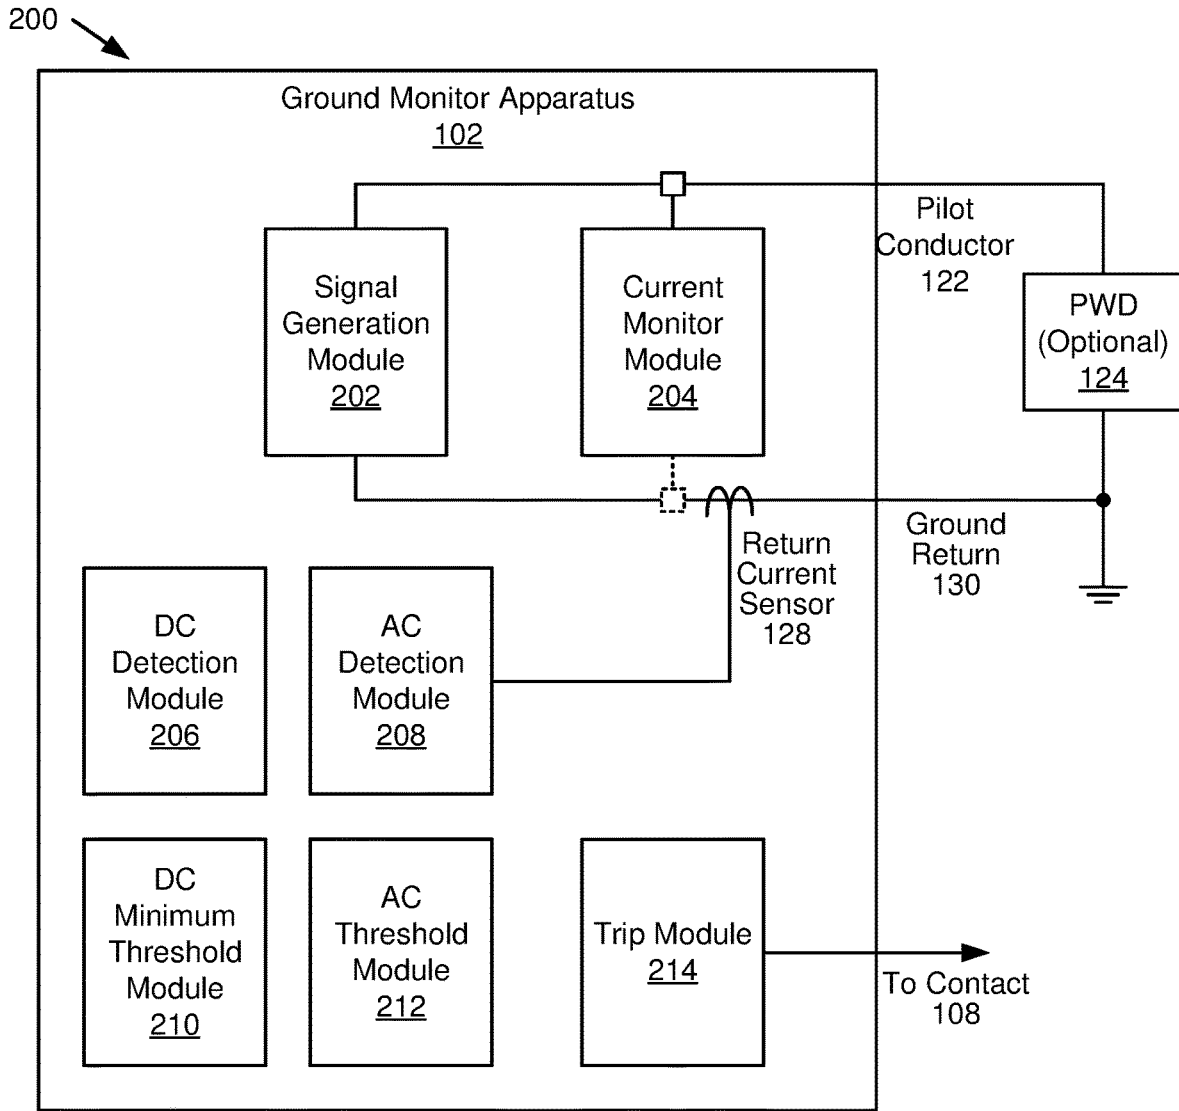 200
Ground Monitor Apparatus
102
Pilot
Conductor
122
Signal
Generation
Module
202
Current
Monitor
Module
204
PWD
(Optional)
124
Return
Current
Sensor
128
Ground
Return
130
DC
Detection
Module
206
AC
Detection
Module
208
DC
Minimum
Threshold
Module
210
AC
Threshold
Module
212
Trip Module
214
To Contact
108